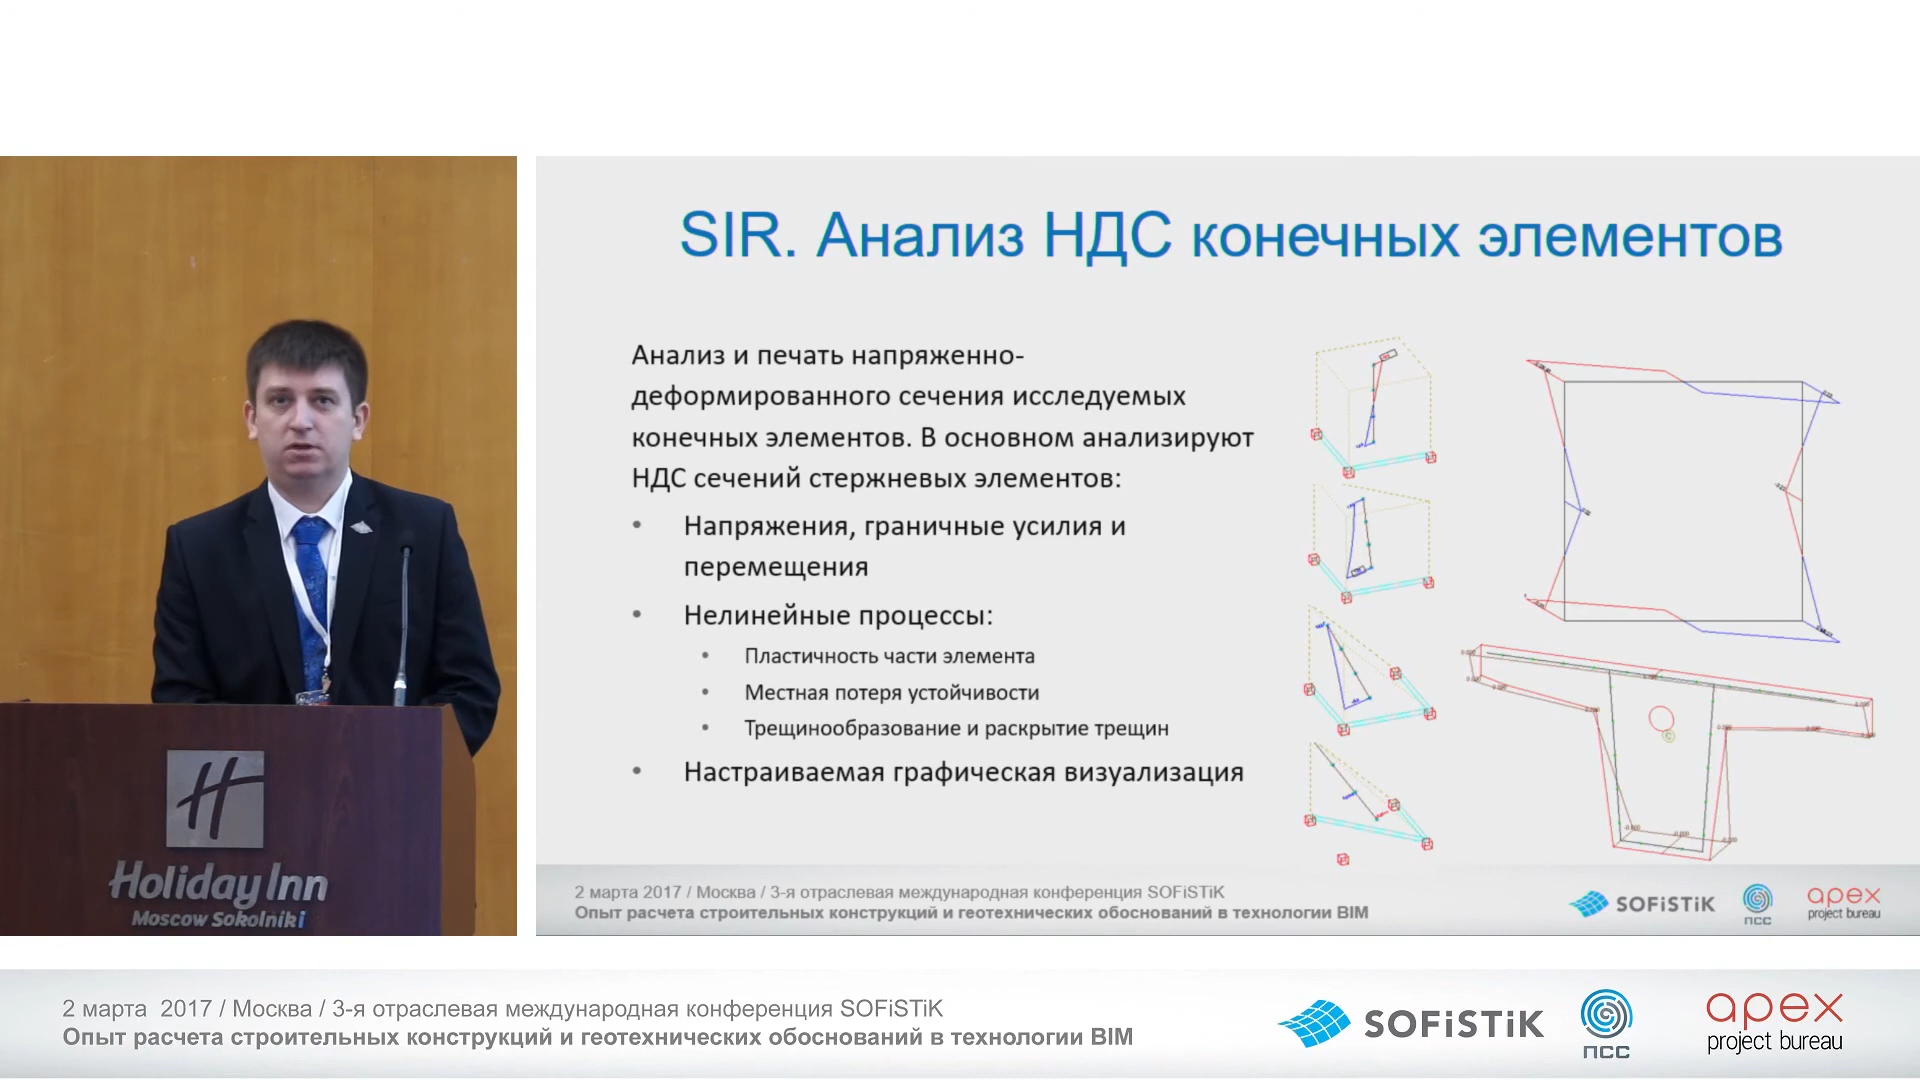 SIR. Анализ НДС конечных элементов
Анализ и печать напряженно-
деформированного сечения исследуемых
конечных элементов. В основном анализируют
НДС сечений стержневых элементов:
• Напряжения, граничные усилия и
перемещения
• Нелинейные процессы:
• Пластичность части элемента
• Местная потеря устойчивости
• Трещинообразование и раскрытие трещин
• Настраиваемая графическая визуализация
2 марта 2017 / Москва / 3-я отраслевая международная конференция SOFiSTiK
Опыт расчета строительных конструкций и геотехнических обоснований в технологии BIM
SOFiSTiK
ПСС
apex
project bureau
H
Holiday Inn
Moscow Sokolniki
2 марта 2017 / Москва / 3-я отраслевая международная конференция SOFiSTiK
Опыт расчета строительных конструкций и геотехнических обоснований в технологии BIM
SOFiSTiK
ПСС
apex
project bureau